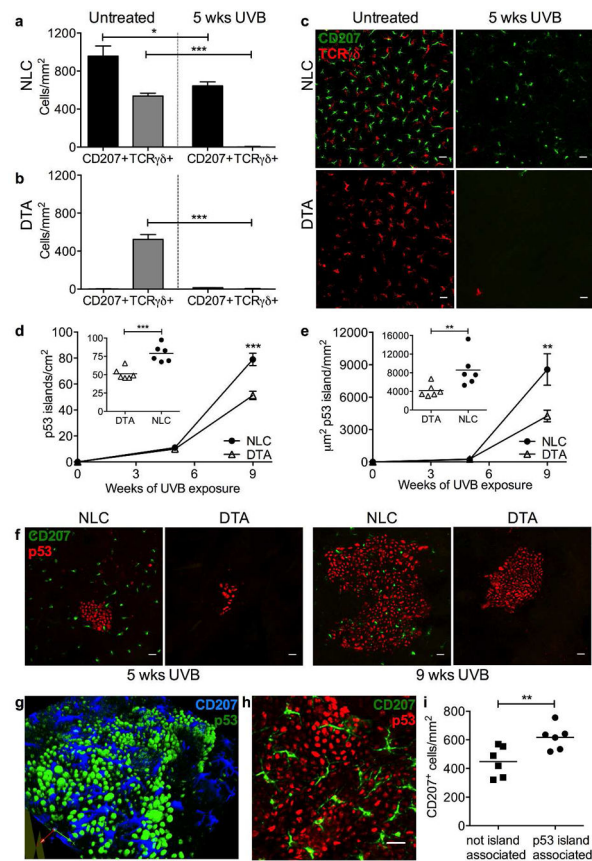 a Untreated 5 wks UVB
NLC
Cells/mm²
1200
800
400
0
*
***
CD207+ TCRγδ+ CD207+ TCRγδ+
b
DTA
Cells/mm²
1200
800
400
0
***
CD207+ TCRγδ+ CD207+ TCRγδ+
c Untreated 5 wks UVB
NLC
CD207
TCRγδ
DTA
d
p53 islands/cm²
100
80
60
40
20
0
***
100
75
50
25
0
DTA NLC
***
NLC
DTA
0 3 6 9
Weeks of UVB exposure
e
µm² p53 island/mm²
12000
9000
6000
3000
0
**
16000
12000
8000
4000
0
DTA NLC
**
NLC
DTA
0 3 6 9
Weeks of UVB exposure
f NLC DTA NLC DTA
CD207
p53
5 wks UVB 9 wks UVB
g CD207
p53
h CD207
p53
i
CD207⁺ cells/mm²
1000
800
600
400
200
0
**
not island associated
p53 island associated